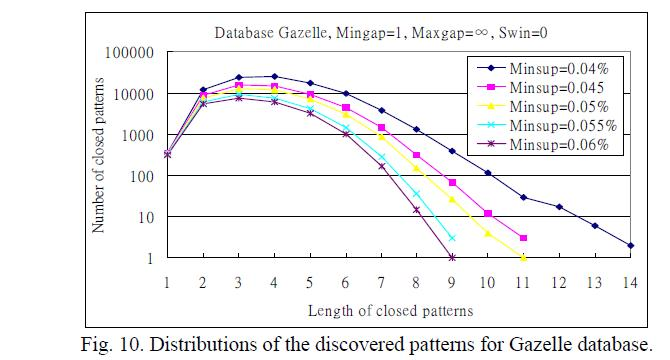 Database Gazelle, Mingap=1, Maxgap=∞, Swin=0
100000
10000
1000
100
10
1
Number of closed patterns
Minsup=0.04%
Minsup=0.045
Minsup=0.05%
Minsup=0.055%
Minsup=0.06%
1 2 3 4 5 6 7 8 9 10 11 12 13 14
Length of closed patterns
Fig. 10. Distributions of the discovered patterns for Gazelle database.